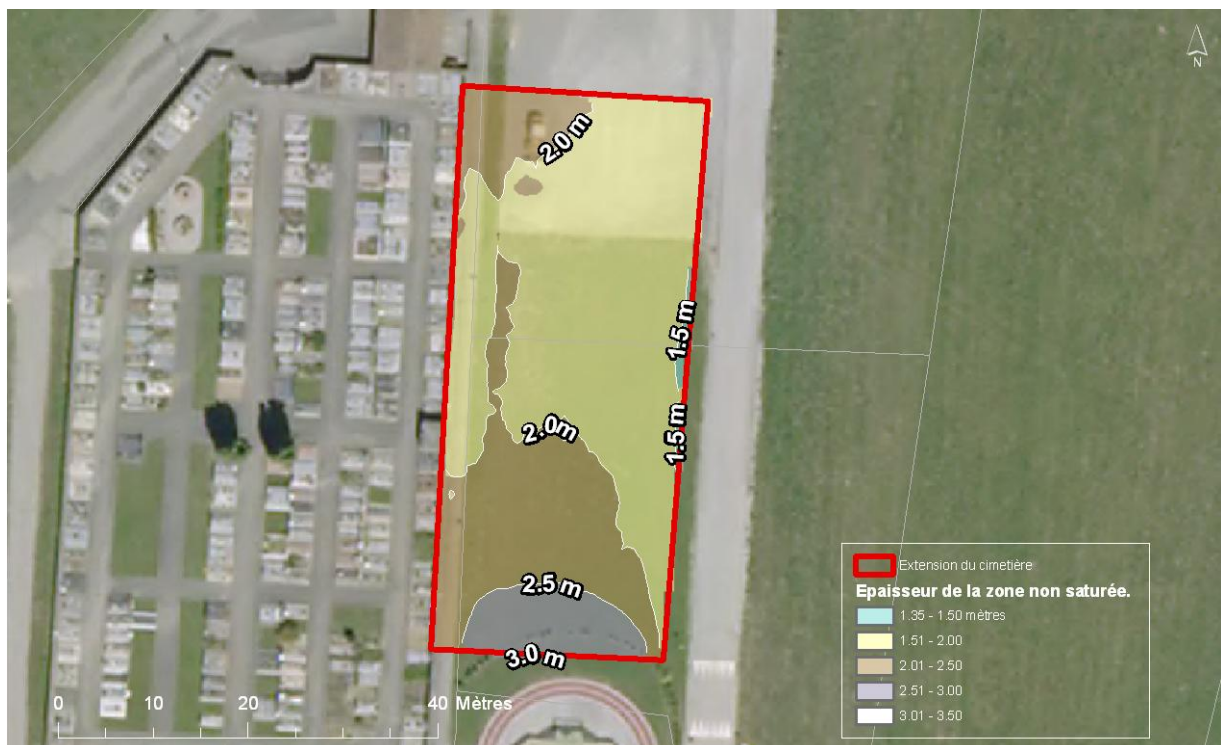 N
2.0 m
1.5 m
2.0m
1.5 m
2.5 m
3.0 m
0 10 20 40 Mètres
Extension du cimetière
Epaisseur de la zone non saturée.
1.35 - 1.50 mètres
1.51 - 2.00
2.01 - 2.50
2.51 - 3.00
3.01 - 3.50